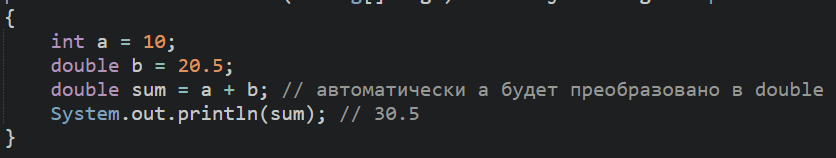 {
int a = 10;
double b = 20.5;
double sum = a + b; // автоматически a будет преобразовано в double
System.out.println(sum); // 30.5
}